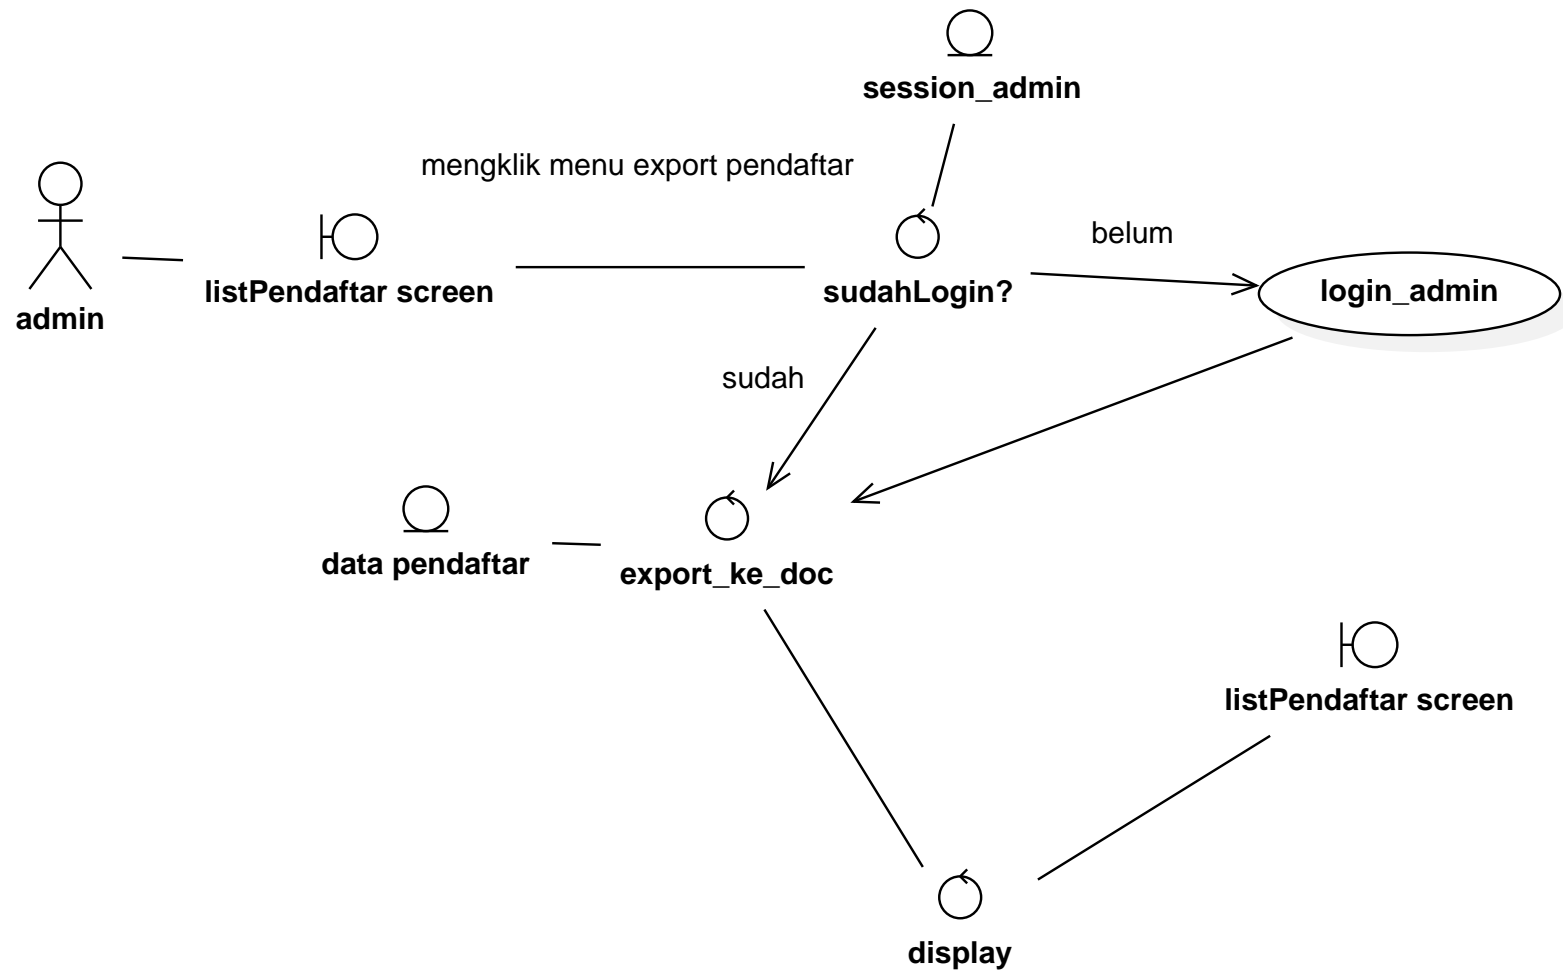 session_admin
mengklik menu export pendaftar
belum
listPendaftar screen
sudahLogin?
login_admin
admin
sudah
data pendaftar
export_ke_doc
listPendaftar screen
display